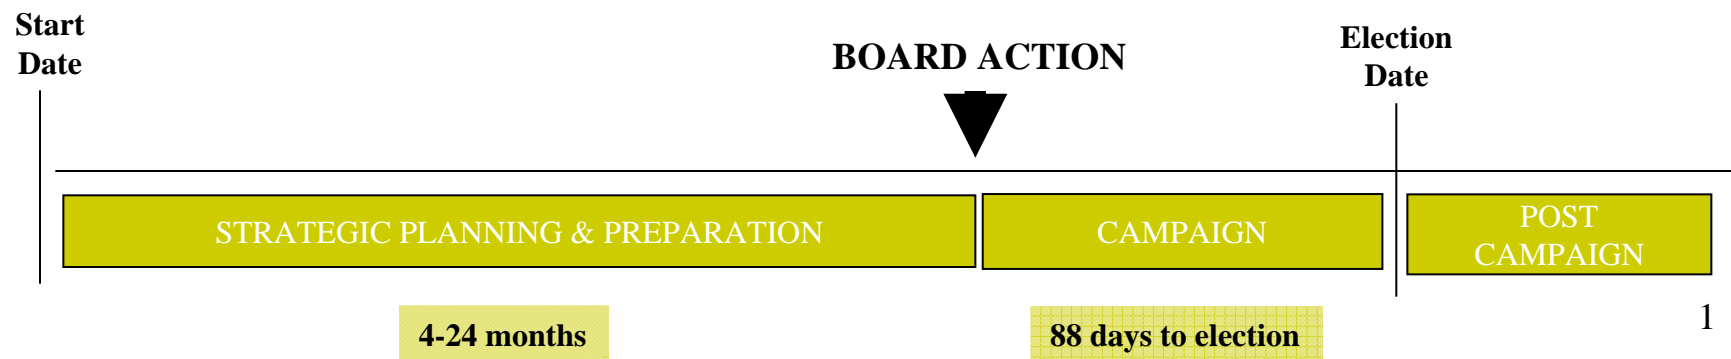 Start
Date
BOARD ACTION
Election
Date
STRATEGIC PLANNING & PREPARATION
CAMPAIGN
POST
CAMPAIGN
4-24 months
88 days to election
1